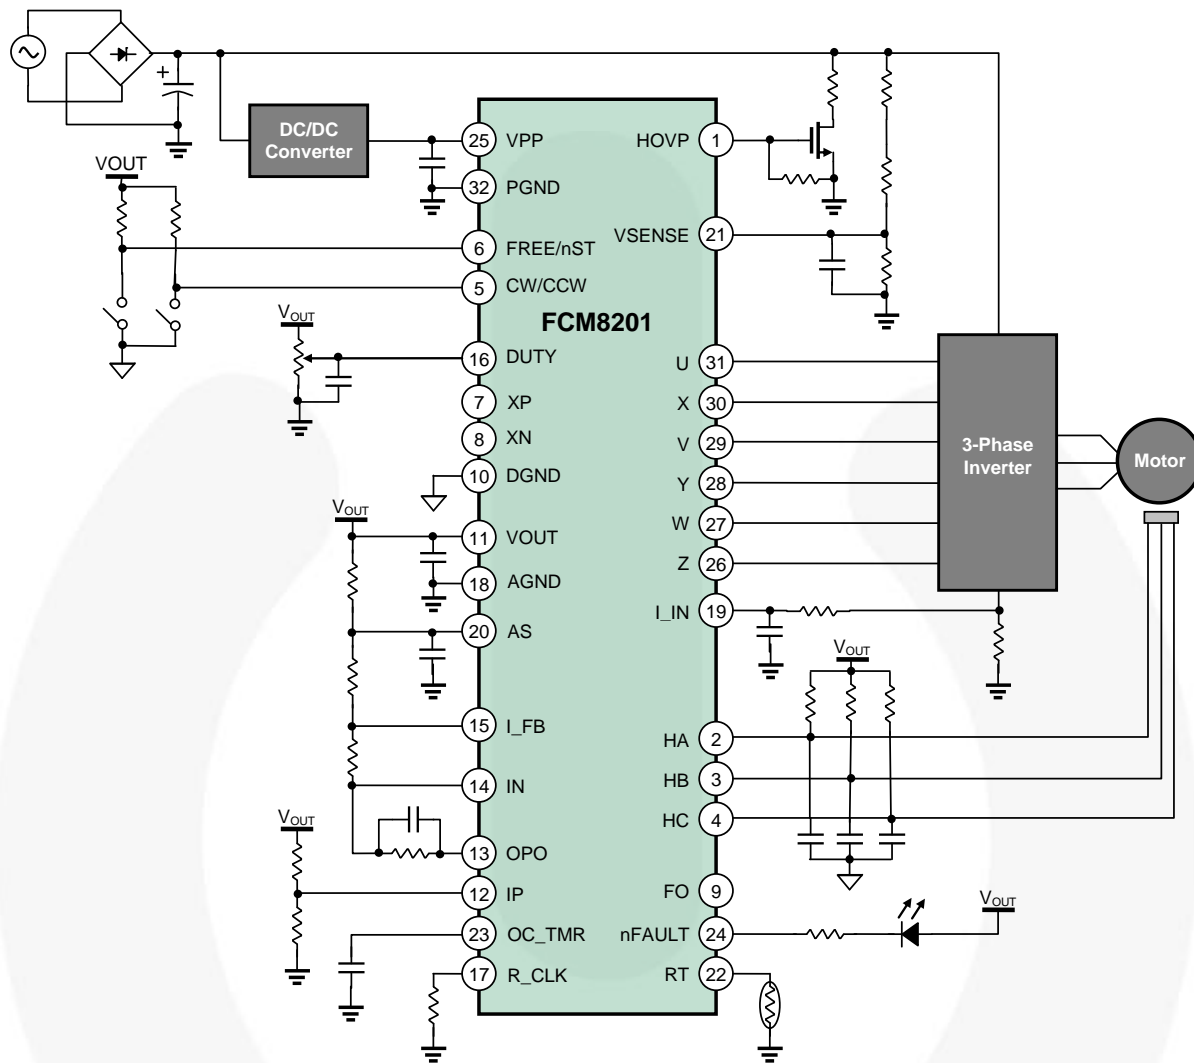 +
DC/DC
Converter
VOUT
25 VPP
32 PGND
6 FREE/nST
5 CW/CCW
VOUT
16 DUTY
7 XP
8 XN
10 DGND
VOUT
11 VOUT
18 AGND
20 AS
15 I_FB
14 IN
VOUT
13 OPO
12 IP
23 OC_TMR
17 R_CLK
FCM8201
HOVP 1
VSENSE 21
U 31
X 30
V 29
Y 28
W 27
Z 26
I_IN 19
3-Phase
Inverter
Motor
VOUT
HA 2
HB 3
HC 4
FO 9
VOUT
nFAULT 24
RT 22